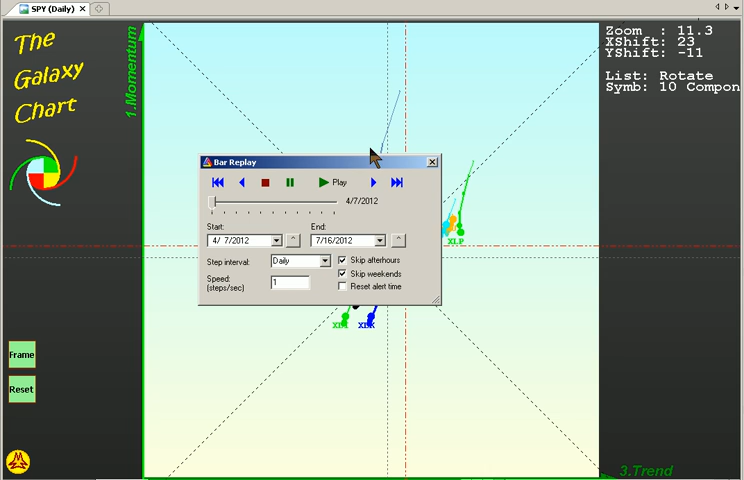 SPY (Daily)
The
Galaxy
Chart
1.Momentum
Zoom : 11.3
XShift: 23
YShift: -11
List: Rotate
Symb: 10 Compon
Bar Replay
Play
4/7/2012
Start:
End:
4/ 7/2012
7/16/2012
Step interval:
Daily
Skip afterhours
Skip weekends
Speed:
(steps/sec)
1
Reset alert time
XLP
XLI
XLK
Frame
Reset
3.Trend